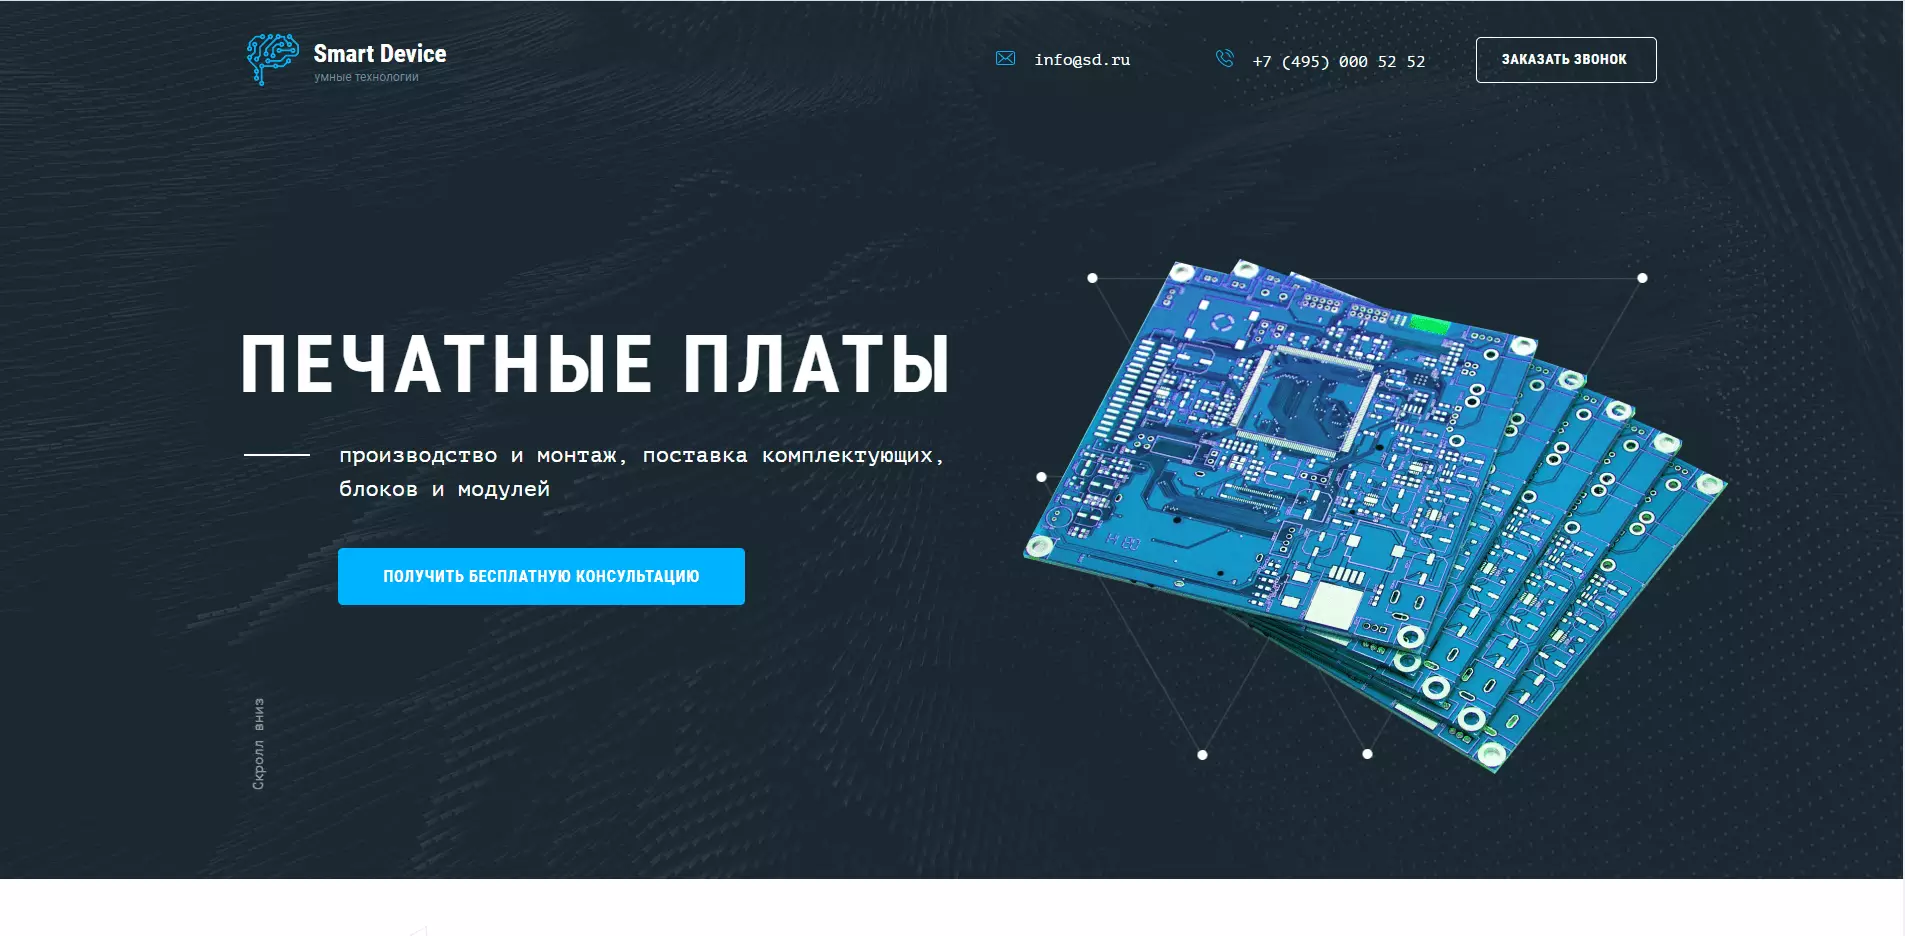 Smart Device
умные технологии
info@sd.ru
+7 (495) 000 52 52
ЗАКАЗАТЬ ЗВОНОК
ПЕЧАТНЫЕ ПЛАТЫ
производство и монтаж, поставка комплектующих,
блоков и модулей
ПОЛУЧИТЬ БЕСПЛАТНУЮ КОНСУЛЬТАЦИЮ
Скролл вниз